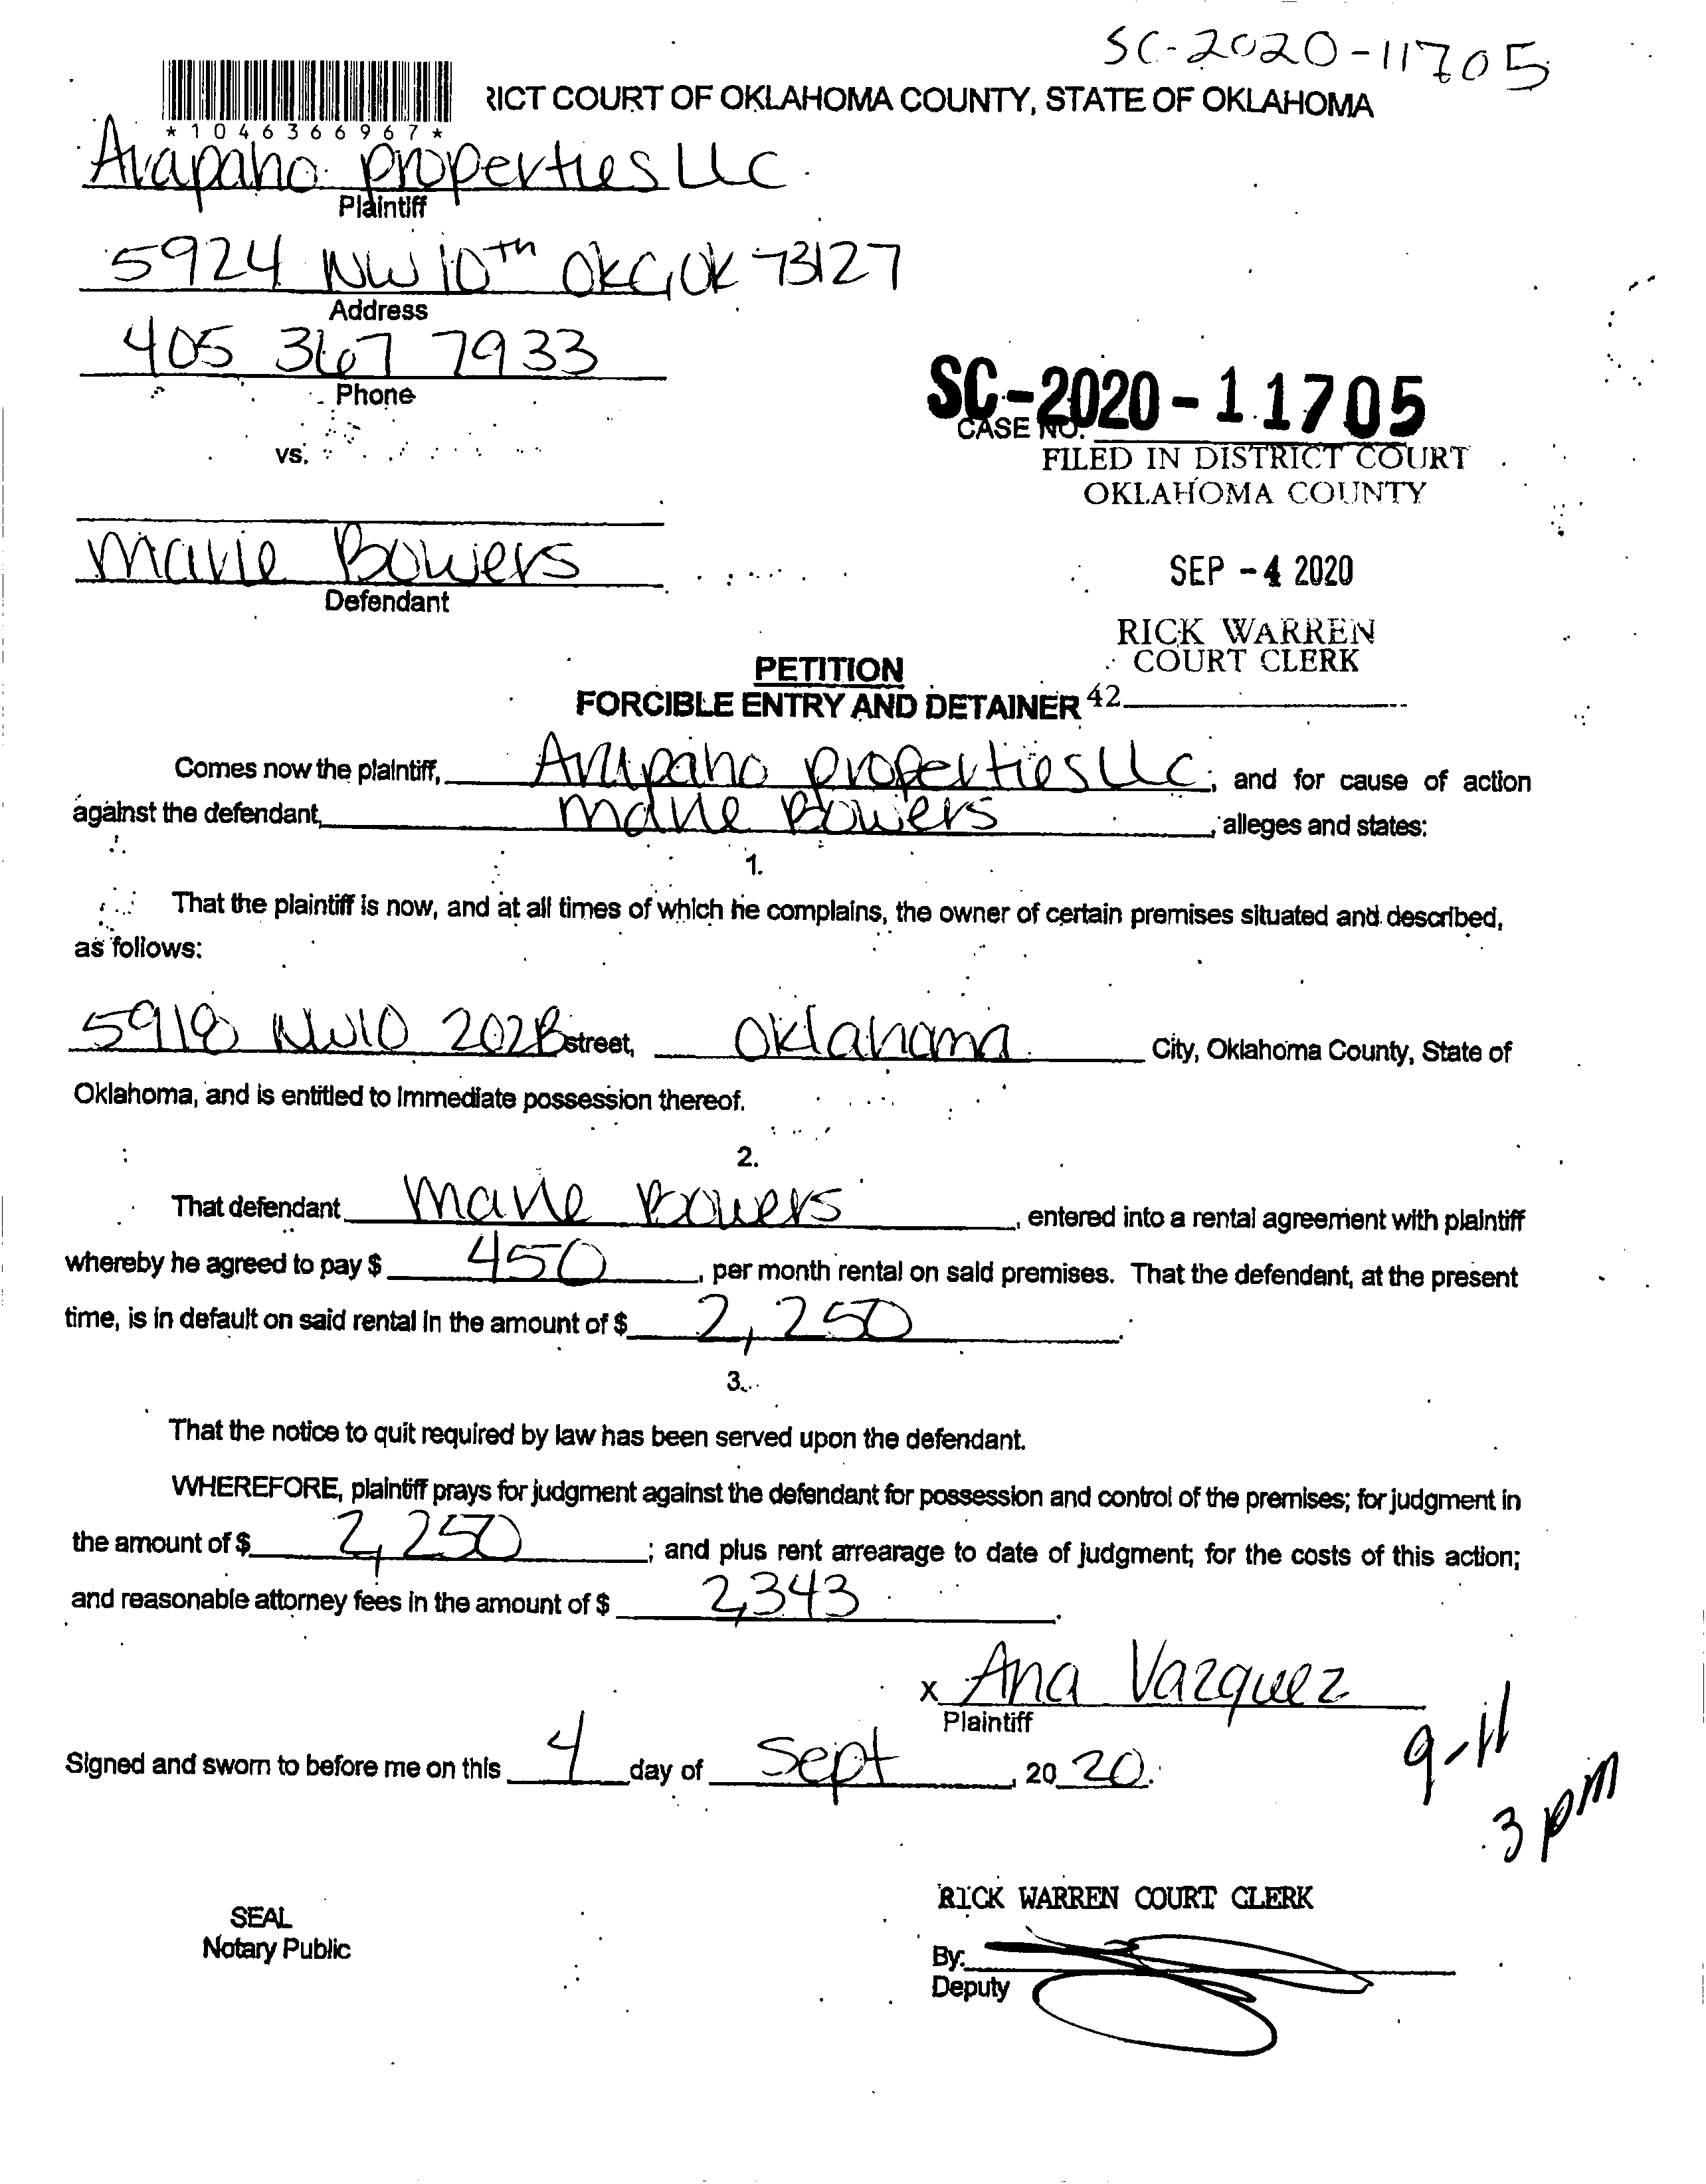 SC-2020-11705
RICT COURT OF OKLAHOMA COUNTY, STATE OF OKLAHOMA
*1046366967*
Arapaho properties LLC
Plaintiff
5924 NW 10th OKC, OK 73127
Address
405 367 7933
Phone
SC-2020-11705
CASE NO.
FILED IN DISTRICT COURT
OKLAHOMA COUNTY
vs.
Marie Bowers
Defendant
SEP -4 2020
RICK WARREN
COURT CLERK
PETITION
FORCIBLE ENTRY AND DETAINER
42
Comes now the plaintiff, Arapaho properties LLC, and for cause of action
against the defendant, Marie Bowers, alleges and states:
1.
That the plaintiff is now, and at all times of which he complains, the owner of certain premises situated and described,
as follows:
5918 NW10 202B street, Oklahoma City, Oklahoma County, State of
Oklahoma, and is entitled to immediate possession thereof.
2.
That defendant Marie Bowers, entered into a rental agreement with plaintiff
whereby he agreed to pay $ 450, per month rental on said premises. That the defendant, at the present
time, is in default on said rental in the amount of $ 2,250.
3.
That the notice to quit required by law has been served upon the defendant.
WHEREFORE, plaintiff prays for judgment against the defendant for possession and control of the premises; for judgment in
the amount of $ 2,250; and plus rent arrearage to date of judgment; for the costs of this action;
and reasonable attorney fees in the amount of $ 2,343.
x Ana Vazquez
Plaintiff
Signed and sworn to before me on this 4 day of Sept, 20 20.
9-11
3 pm
RICK WARREN COURT CLERK
SEAL
Notary Public
By:
Deputy